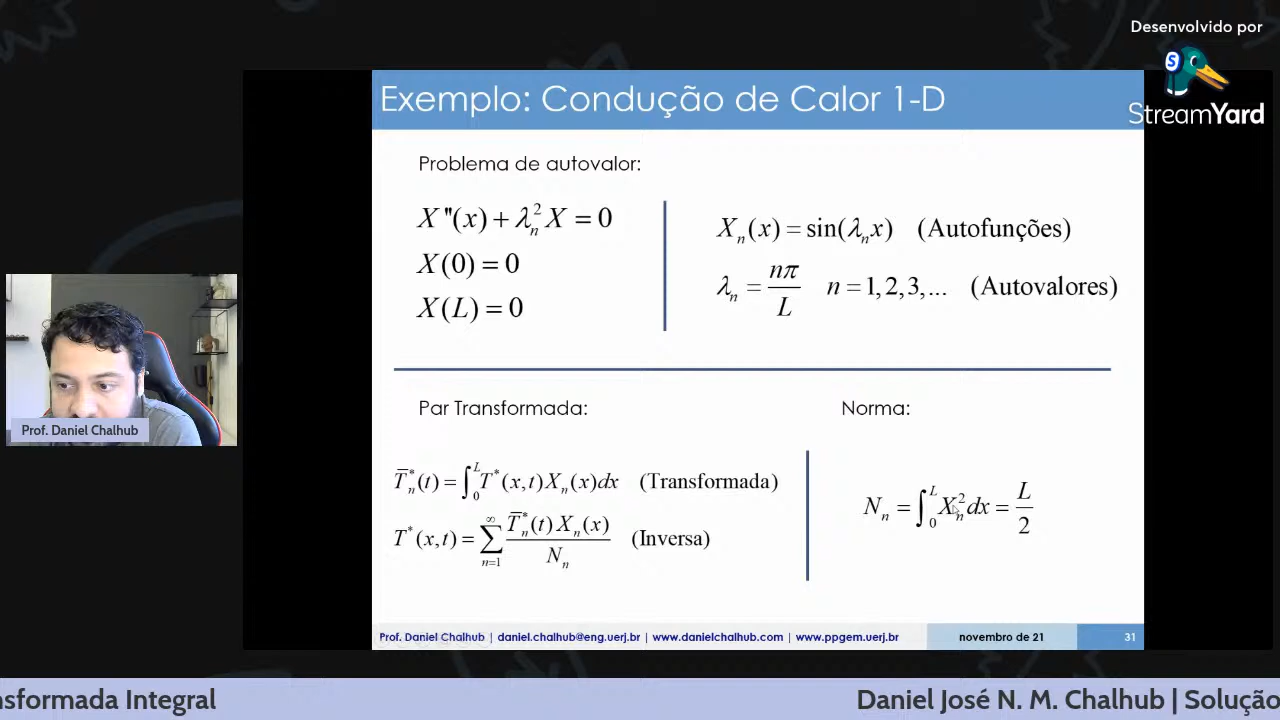 Desenvolvido por
StreamYard
Exemplo: Condução de Calor 1-D
Problema de autovalor:
X"(x) + λₙ² X = 0
X(0) = 0
X(L) = 0
Xₙ(x) = sin(λₙx) (Autofunções)
λₙ = nπ/L n = 1, 2, 3, ... (Autovalores)
Prof. Daniel Chalhub
Par Transformada:
T̅ₙ*(t) = ∫₀ᴸ T*(x,t) Xₙ(x)dx (Transformada)
T*(x,t) = ∑ₙ₌₁^∞ T̅ₙ*(t) Xₙ(x) / Nₙ (Inversa)
Norma:
Nₙ = ∫₀ᴸ Xₙ² dx = L/2
Prof. Daniel Chalhub | daniel.chalhub@eng.uerj.br | www.danielchalhub.com | www.ppgem.uerj.br novembro de 21 31
nsformada Integral Daniel José N. M. Chalhub | Solução